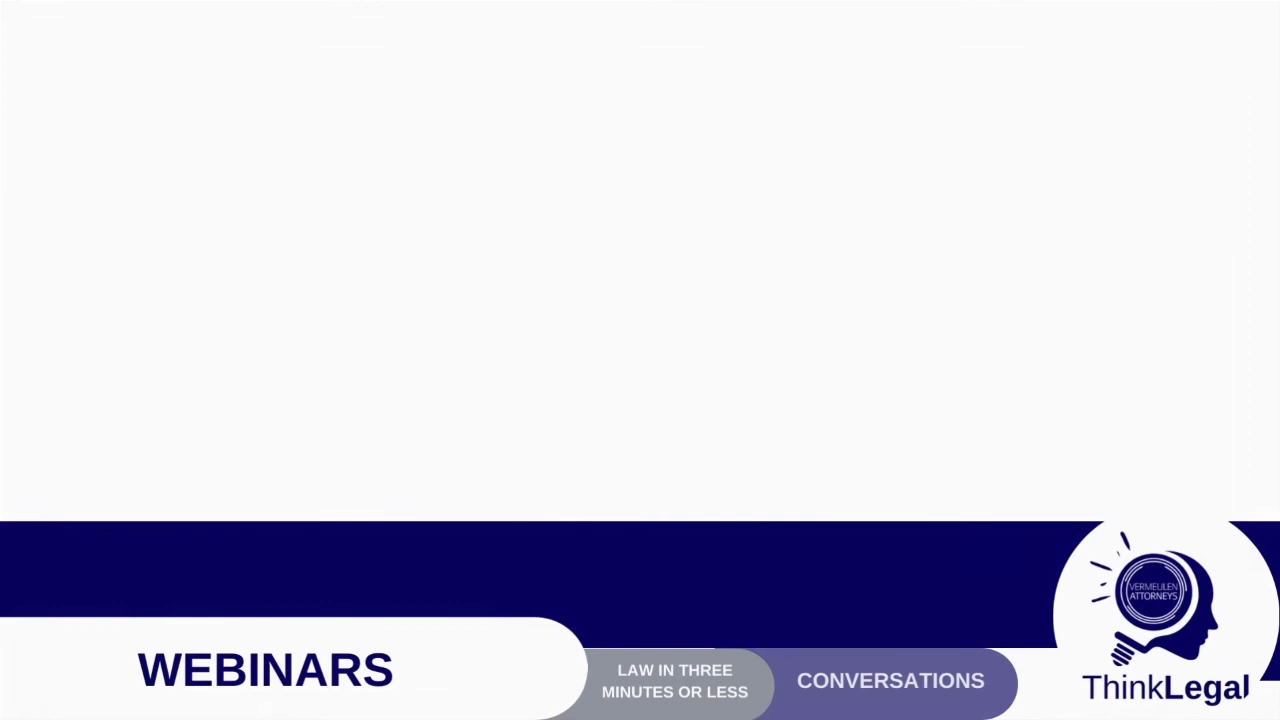 WEBINARS
LAW IN THREE
MINUTES OR LESS
CONVERSATIONS
VERMEULEN
ATTORNEYS
ThinkLegal